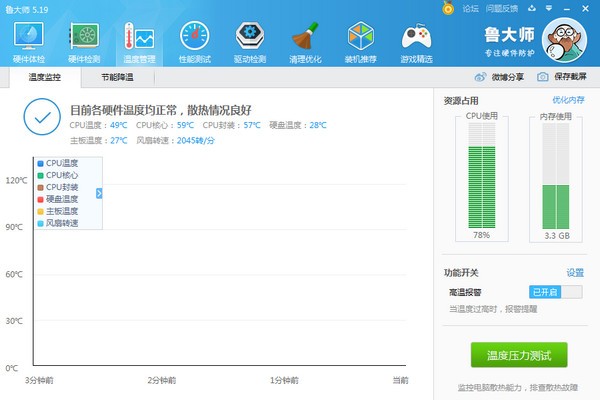 鲁大师 5.19
论坛 问题反馈
硬件体检 硬件检测 温度管理 性能测试 驱动检测 清理优化 装机推荐 游戏精选
鲁大师
专注硬件防护
温度监控 节能降温
微博分享 保存截屏
目前各硬件温度均正常，散热情况良好
CPU温度：49℃ CPU核心：59℃ CPU封装：57℃ 硬盘温度：28℃
主板温度：27℃ 风扇转速：2045转/分
CPU温度
CPU核心
CPU封装
硬盘温度
主板温度
风扇转速
120℃
90℃
60℃
30℃
0℃
3分钟前 2分钟前 1分钟前 当前
资源占用 优化内存
CPU使用 内存使用
78% 3.3 GB
功能开关 设置
高温报警 已开启
当温度过高时，报警提醒
温度压力测试
监控电脑散热能力，排查散热故障